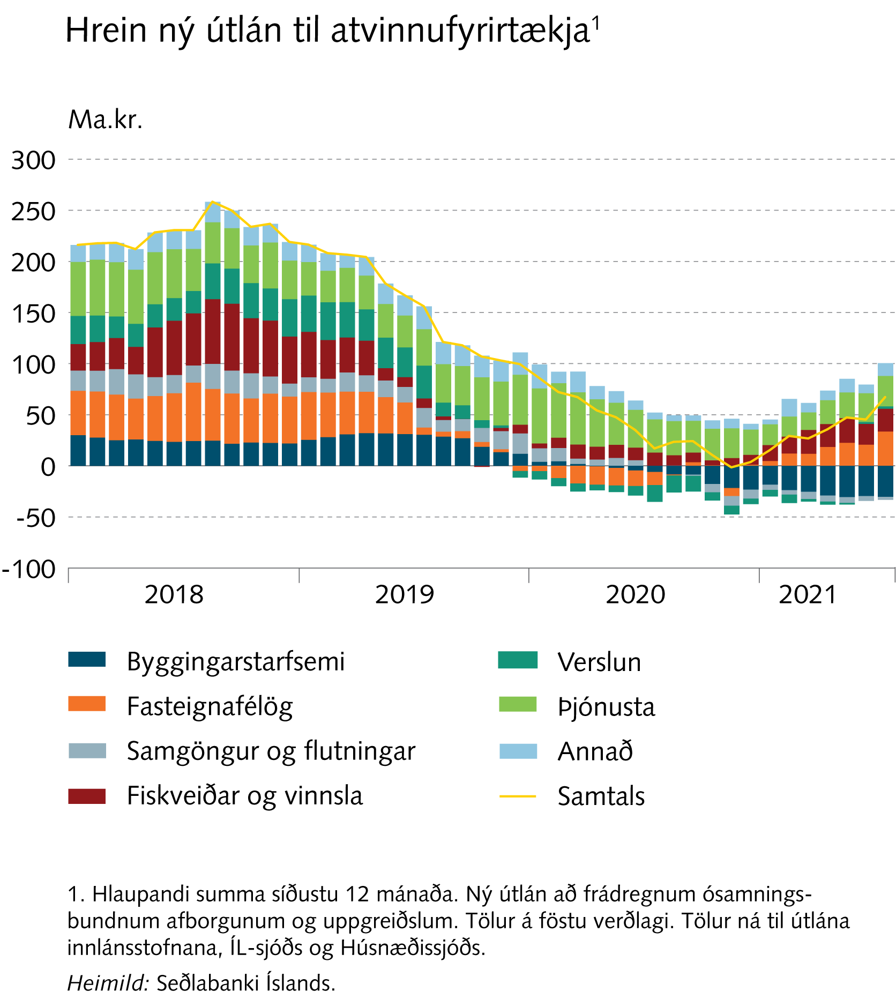 Hrein ný útlán til atvinnufyrirtækja¹
Ma.kr.
300
250
200
150
100
50
0
-50
-100
2018 2019 2020 2021
Byggingarstarfsemi
Fasteignafélög
Samgöngur og flutningar
Fiskveiðar og vinnsla
Verslun
Þjónusta
Annað
Samtals
1. Hlaupandi summa síðustu 12 mánaða. Ný útlán að frádregnum ósamnings-
bundnum afborgunum og uppgreiðslum. Tölur á föstu verðlagi. Tölur ná til útlána
innlánsstofnana, ÍL-sjóðs og Húsnæðissjóðs.
Heimild: Seðlabanki Íslands.